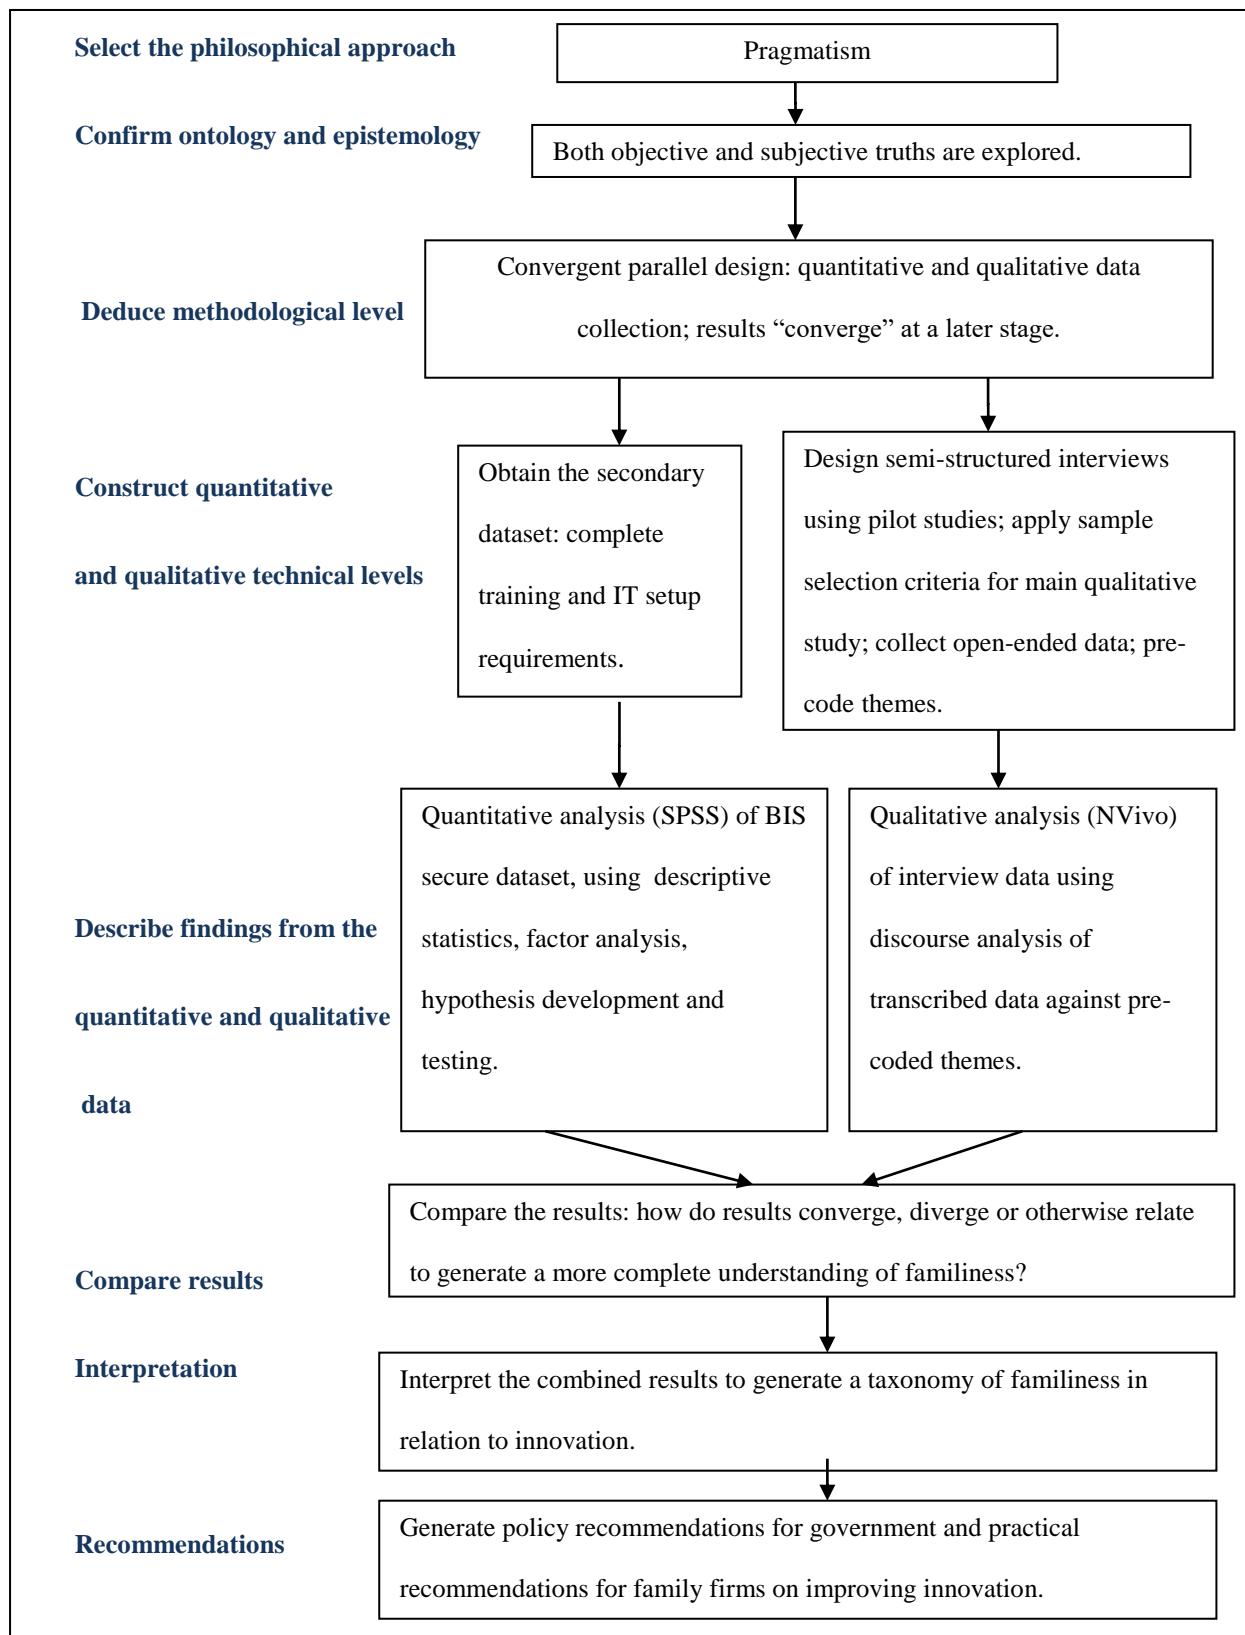 Select the philosophical approach
Pragmatism
Confirm ontology and epistemology
Both objective and subjective truths are explored.
Deduce methodological level
Convergent parallel design: quantitative and qualitative data
collection; results “converge” at a later stage.
Construct quantitative
and qualitative technical levels
Obtain the secondary
dataset: complete
training and IT setup
requirements.
Design semi-structured interviews
using pilot studies; apply sample
selection criteria for main qualitative
study; collect open-ended data; pre-
code themes.
Describe findings from the
quantitative and qualitative
data
Quantitative analysis (SPSS) of BIS
secure dataset, using descriptive
statistics, factor analysis,
hypothesis development and
testing.
Qualitative analysis (NVivo)
of interview data using
discourse analysis of
transcribed data against pre-
coded themes.
Compare results
Compare the results: how do results converge, diverge or otherwise relate
to generate a more complete understanding of familiness?
Interpretation
Interpret the combined results to generate a taxonomy of familiness in
relation to innovation.
Recommendations
Generate policy recommendations for government and practical
recommendations for family firms on improving innovation.